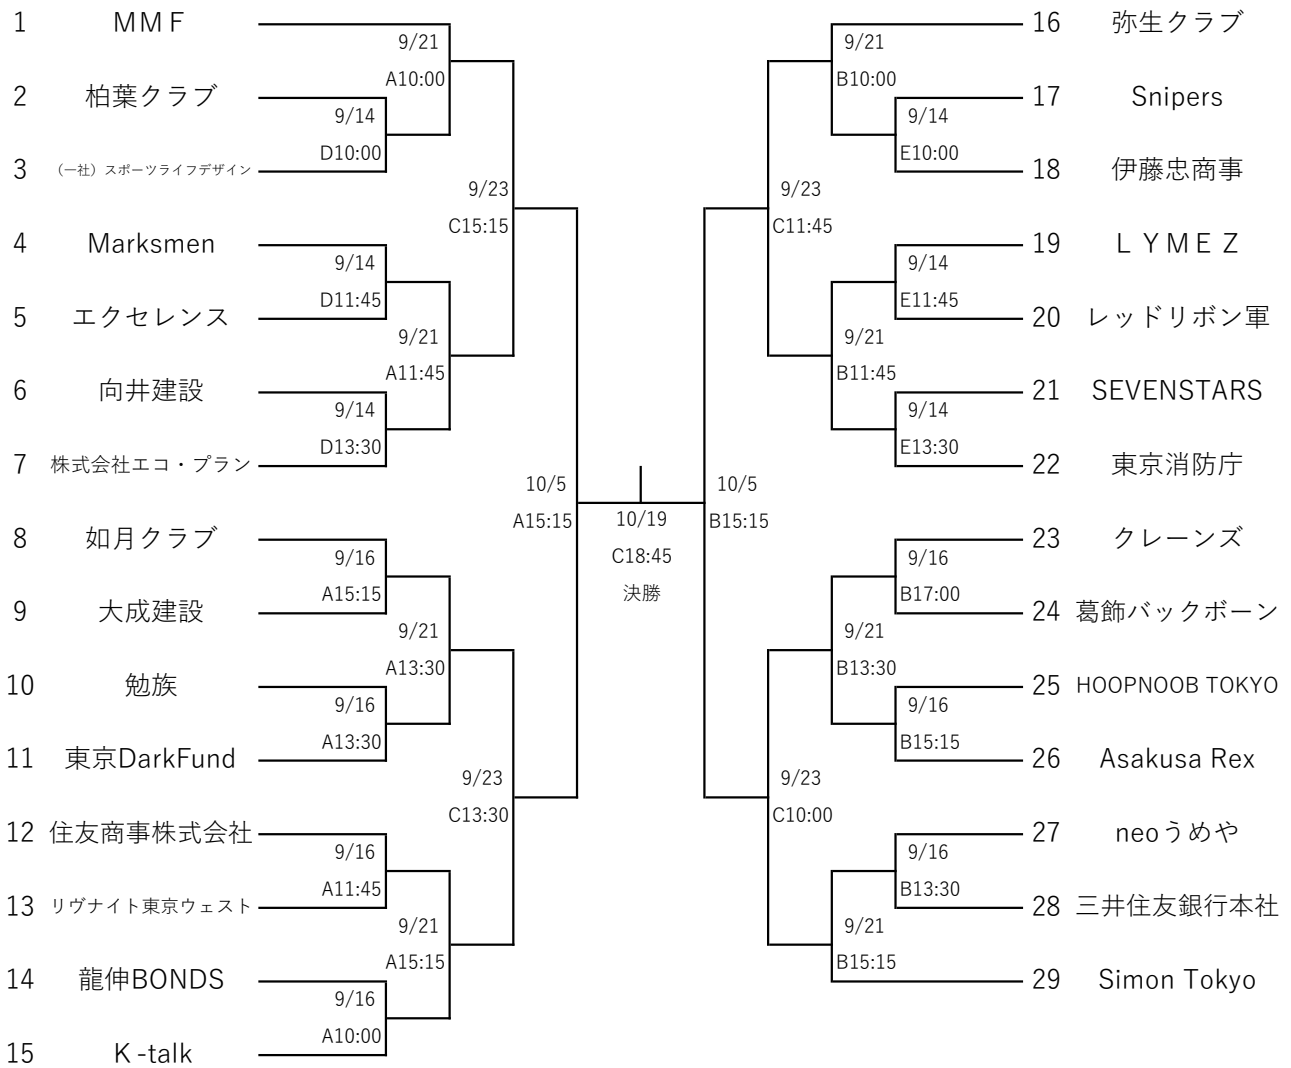 1 ＭＭＦ
9/21
A10:00
2 柏葉クラブ
9/14
D10:00
3 （一社）スポーツライフデザイン
9/23
C15:15
4 Marksmen
9/14
D11:45
5 エクセレンス
9/21
A11:45
6 向井建設
9/14
D13:30
7 株式会社エコ・プラン
10/5
A15:15
8 如月クラブ
9/16
A15:15
9 大成建設
9/21
A13:30
10 勉族
9/16
A13:30
11 東京DarkFund
9/23
C13:30
12 住友商事株式会社
9/16
A11:45
13 リヴナイト東京ウェスト
9/21
A15:15
14 龍伸BONDS
9/16
A10:00
15 Ｋ-talk
10/19
C18:45
決勝
16 弥生クラブ
9/21
B10:00
17 Snipers
9/14
E10:00
18 伊藤忠商事
9/23
C11:45
19 ＬＹＭＥＺ
9/14
E11:45
20 レッドリボン軍
9/21
B11:45
21 SEVENSTARS
9/14
E13:30
22 東京消防庁
10/5
B15:15
23 クレーンズ
9/16
B17:00
24 葛飾バックボーン
9/21
B13:30
25 HOOPNOOB TOKYO
9/16
B15:15
26 Asakusa Rex
9/23
C10:00
27 neoうめや
9/16
B13:30
28 三井住友銀行本社
9/21
B15:15
29 Simon Tokyo